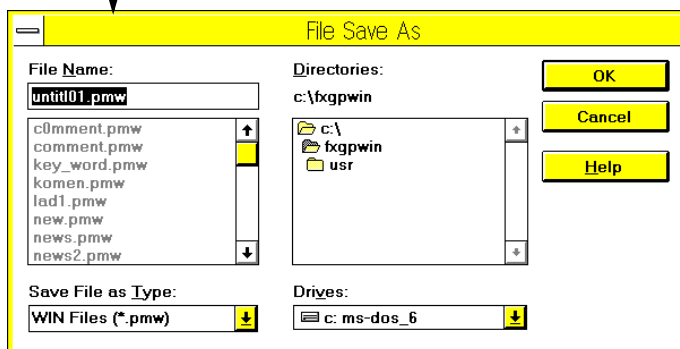 File Save As
File Name:
untitl01.pmw
c0mment.pmw
comment.pmw
key_word.pmw
komen.pmw
lad1.pmw
new.pmw
news.pmw
news2.pmw
Save File as Type:
WIN Files (*.pmw)
Directories:
c:\fxgpwin
c:\
fxgpwin
usr
Drives:
c: ms-dos_6
OK
Cancel
Help